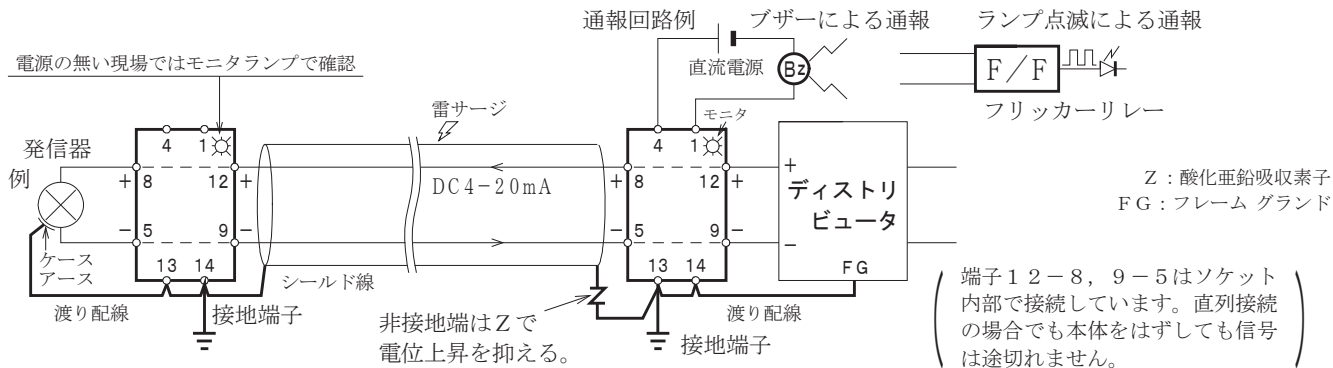 通報回路例
ブザーによる通報
ランプ点滅による通報
電源の無い現場ではモニタランプで確認
直流電源
Bz
F/F
フリッカーリレー
雷サージ
モニタ
発信器
例
4 1
8 12
5 9
13 14
+ +
− −
DC4-20mA
4 1
8 12
5 9
13 14
+ +
− −
+
ディストリ
ビュータ
−
FG
Z:酸化亜鉛吸収素子
FG:フレーム グランド
ケース
アース
シールド線
渡り配線
接地端子
非接地端はZで
電位上昇を抑える。
渡り配線
接地端子
端子12-8,9-5はソケット
内部で接続しています。直列接続
の場合でも本体をはずしても信号
は途切れません。